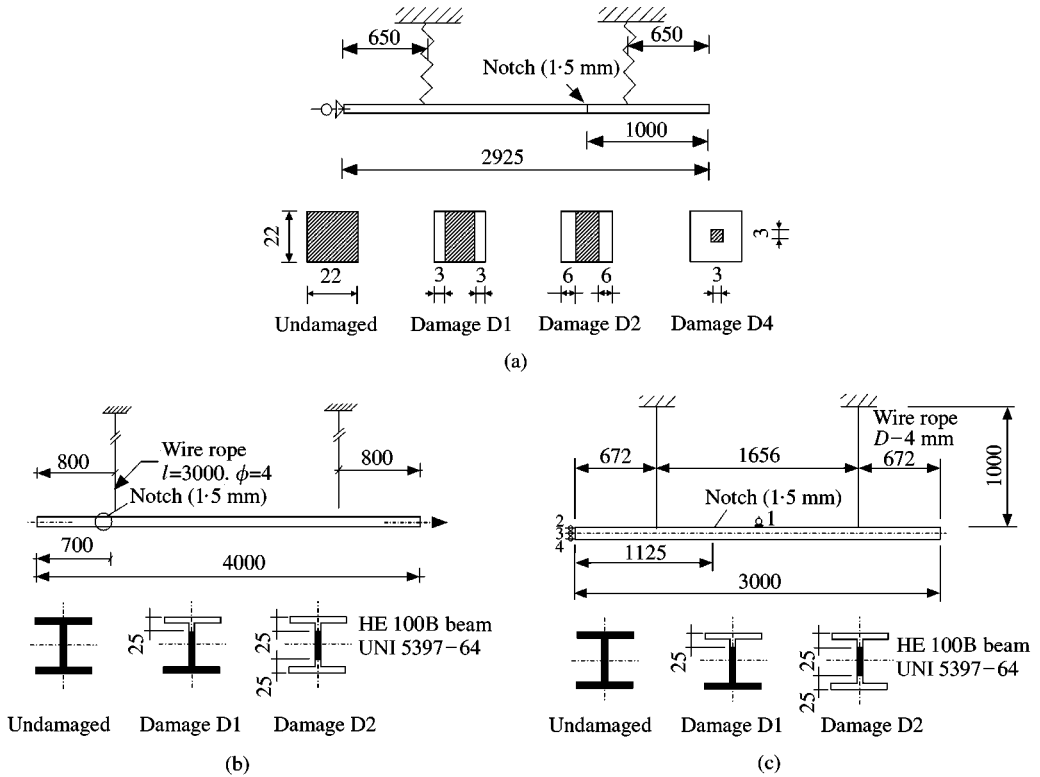 650
650
Notch (1·5 mm)
1000
2925
22
22
3
3
6
6
3
3
Undamaged
Damage D1
Damage D2
Damage D4
(a)
Wire rope
l=3000. ϕ=4
Notch (1·5 mm)
800
800
700
4000
25
25
25
HE 100B beam
UNI 5397−64
Undamaged
Damage D1
Damage D2
(b)
Wire rope
D−4 mm
672
1656
672
1000
Notch (1·5 mm)
1
2
3
4
1125
3000
25
25
25
HE 100B beam
UNI 5397−64
Undamaged
Damage D1
Damage D2
(c)